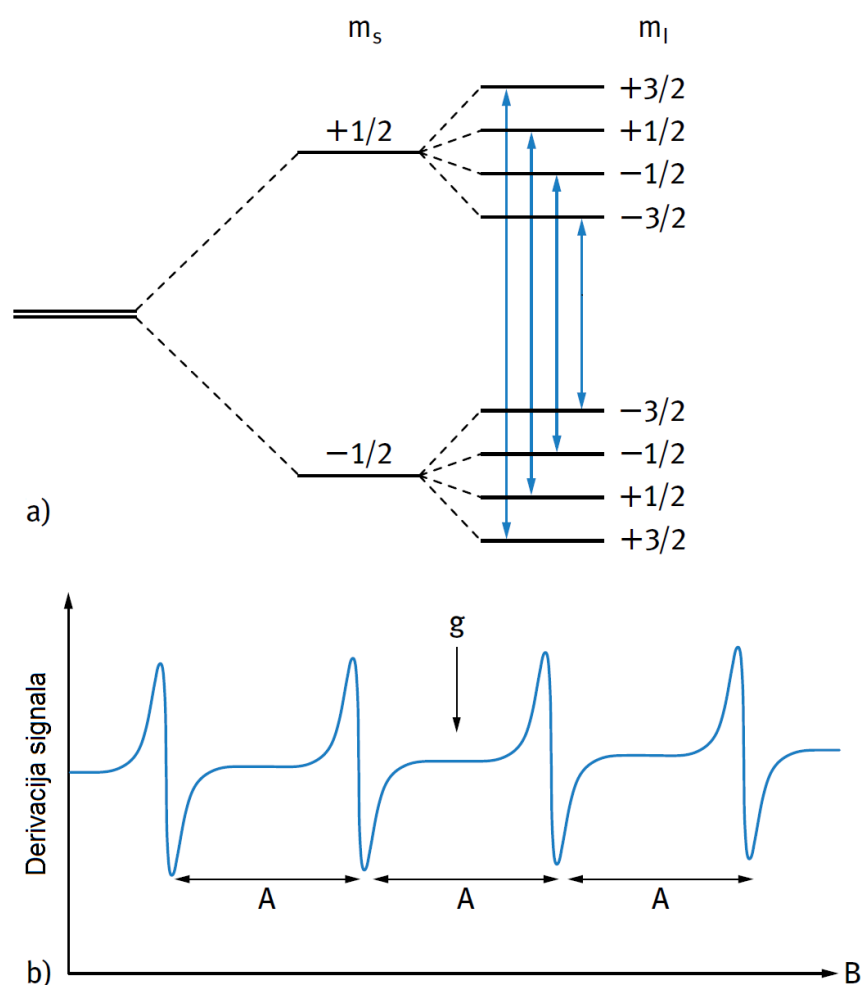 mₛ mₗ
+3/2
+1/2 +1/2
−1/2
−3/2
−3/2
−1/2 −1/2
+1/2
a)
+3/2
g
Derivacija signala
A A A
b) B